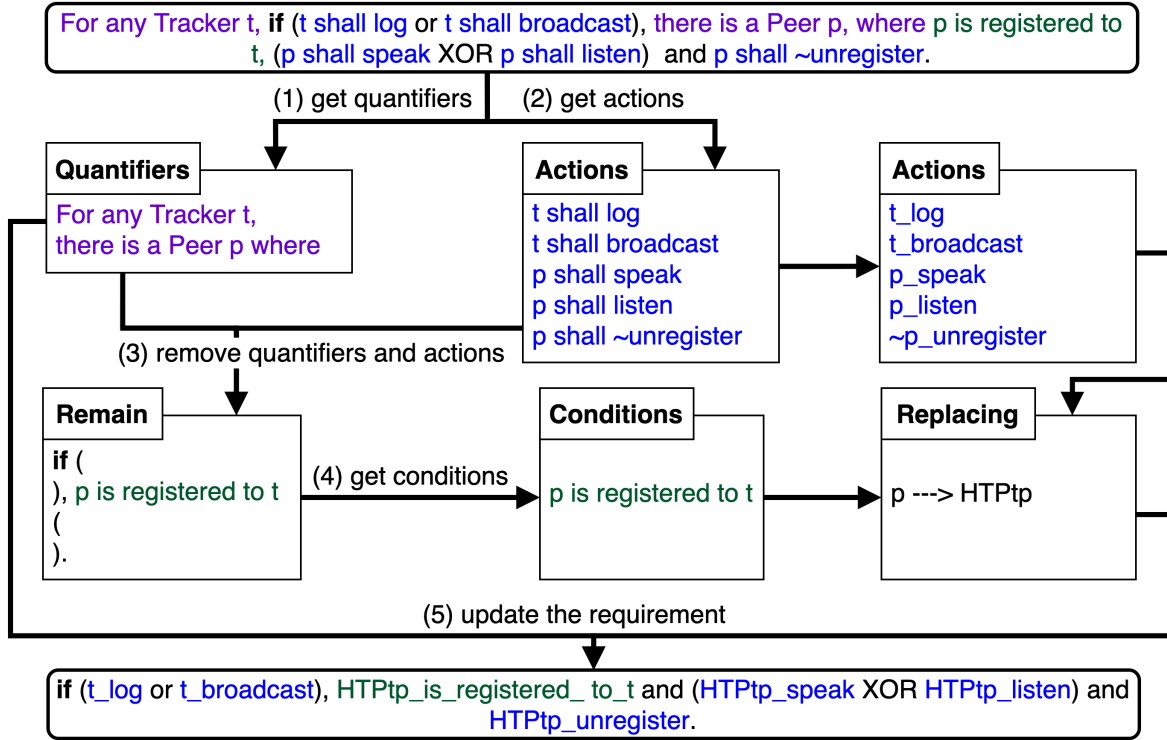 For any Tracker t, if (t shall log or t shall broadcast), there is a Peer p, where p is registered to
t, (p shall speak XOR p shall listen) and p shall ~unregister.
(1) get quantifiers
(2) get actions
Quantifiers
For any Tracker t,
there is a Peer p where
Actions
t shall log
t shall broadcast
p shall speak
p shall listen
p shall ~unregister
Actions
t_log
t_broadcast
p_speak
p_listen
~p_unregister
(3) remove quantifiers and actions
Remain
if (
), p is registered to t
(
).
(4) get conditions
Conditions
p is registered to t
Replacing
p ---> HTPtp
(5) update the requirement
if (t_log or t_broadcast), HTPtp_is_registered_ to_t and (HTPtp_speak XOR HTPtp_listen) and
HTPtp_unregister.